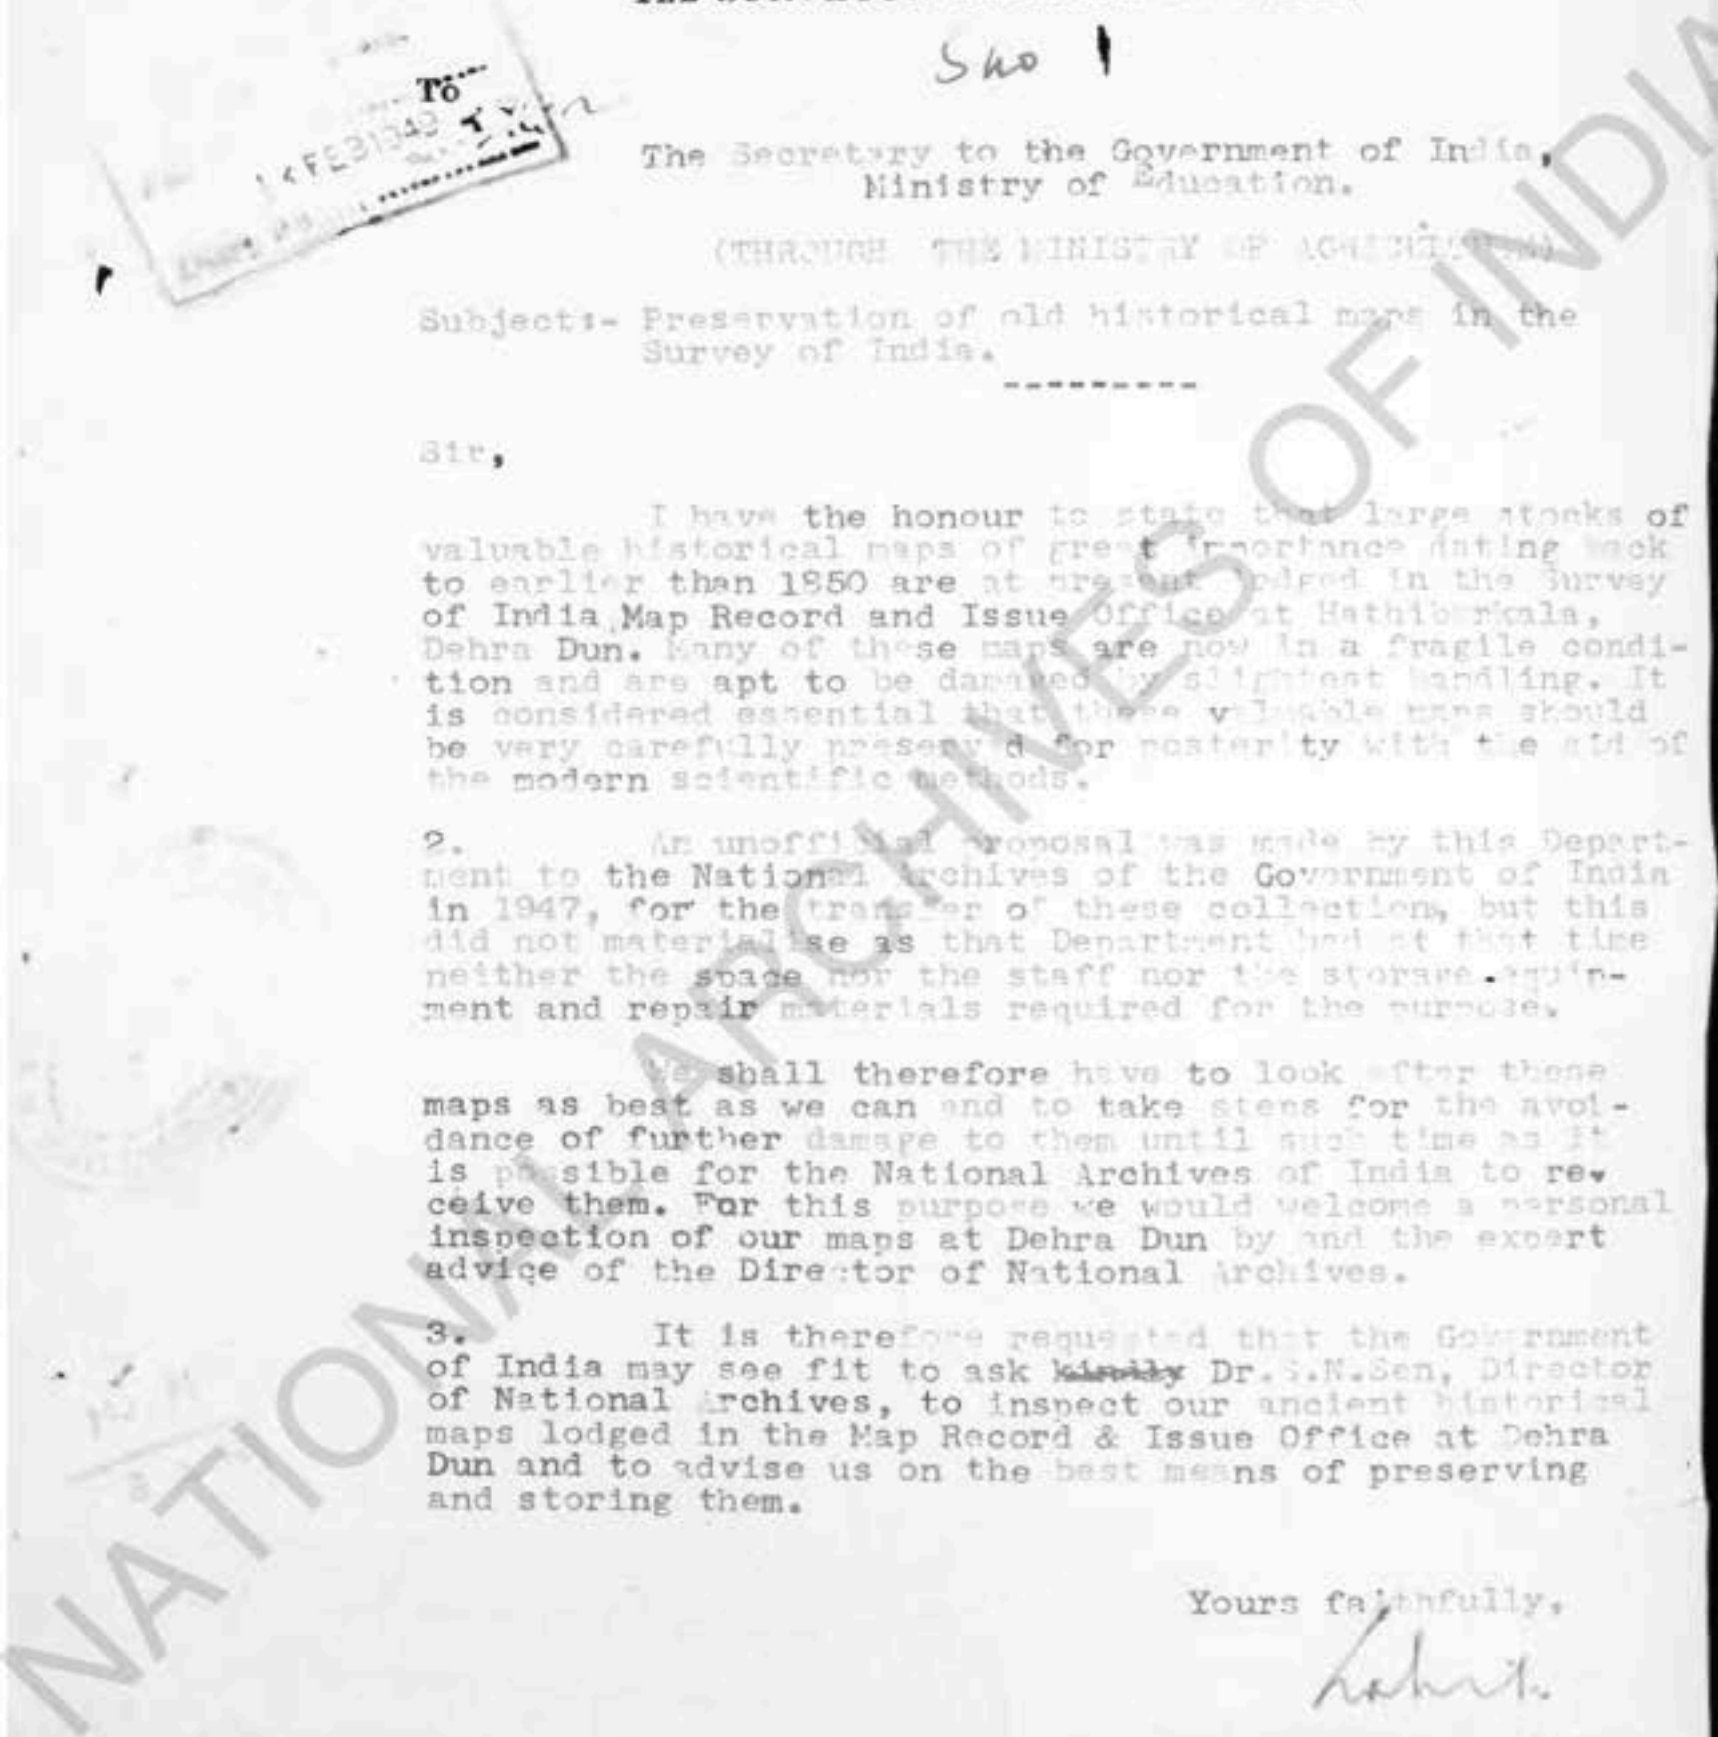 Sno 1
To
FEB 1949
The Secretary to the Government of India,
Ministry of Education.
(THROUGH THE MINISTRY OF AGRICULTURE)
Subject:- Preservation of old historical maps in the
Survey of India.
---------
Sir,
I have the honour to state that large stocks of
valuable historical maps of great importance dating back
to earlier than 1850 are at present lodged in the Survey
of India Map Record and Issue Office at Hathibarkala,
Dehra Dun. Many of these maps are now in a fragile condi-
tion and are apt to be damaged by slightest handling. It
is considered essential that these valuable maps should
be very carefully preserved for posterity with the aid of
the modern scientific methods.
2. An unofficial proposal was made by this Depart-
ment to the National Archives of the Government of India
in 1947, for the transfer of these collection, but this
did not materialise as that Department had at that time
neither the space nor the staff nor the storage equip-
ment and repair materials required for the purpose.
We shall therefore have to look after these
maps as best as we can and to take steps for the avoi-
dance of further damage to them until such time as it
is possible for the National Archives of India to re-
ceive them. For this purpose we would welcome a personal
inspection of our maps at Dehra Dun by and the expert
advice of the Director of National Archives.
3. It is therefore requested that the Government
of India may see fit to ask kindly Dr.S.N.Sen, Director
of National Archives, to inspect our ancient historical
maps lodged in the Map Record & Issue Office at Dehra
Dun and to advise us on the best means of preserving
and storing them.
Yours faithfully,
NATIONAL ARCHIVES OF INDIA